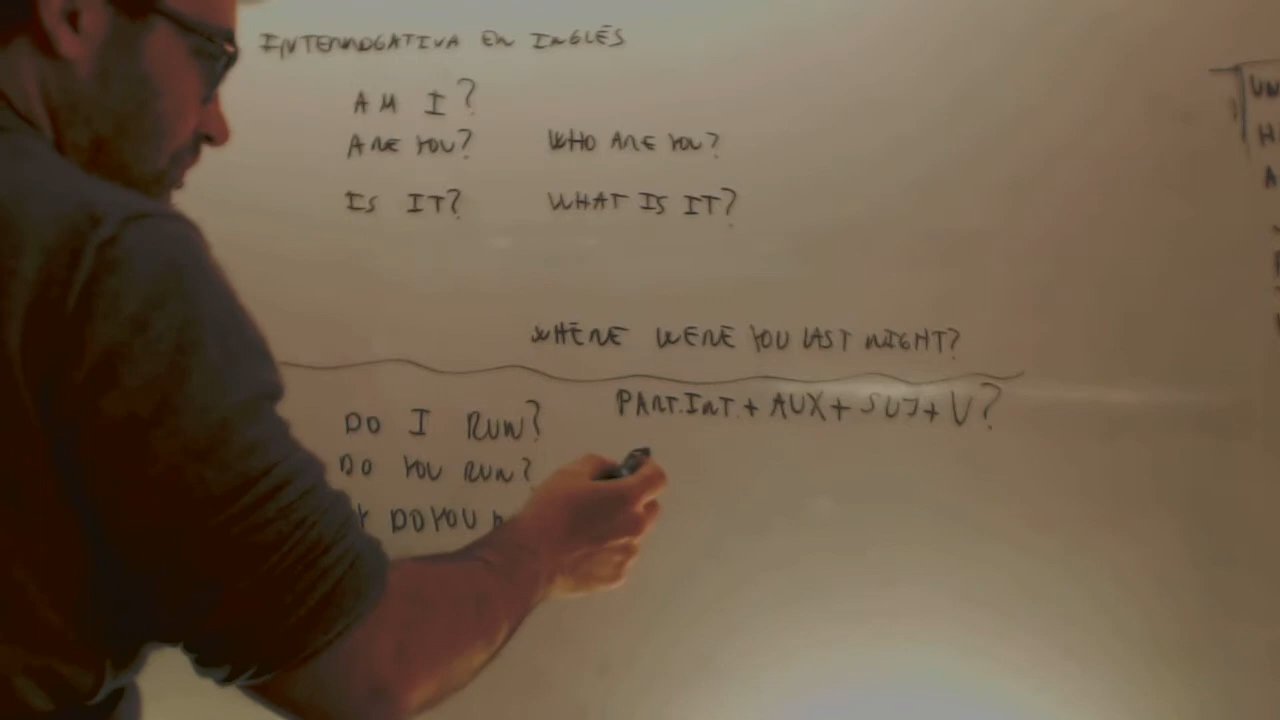 INTERROGATIVA EN INGLÉS
AM I?
ARE YOU? WHO ARE YOU?
IS IT? WHAT IS IT?
WHERE WERE YOU LAST NIGHT?
PART.INT. + AUX + SUJ + V?
DO I RUN?
DO YOU RUN?
DO YOU
UN
H
A